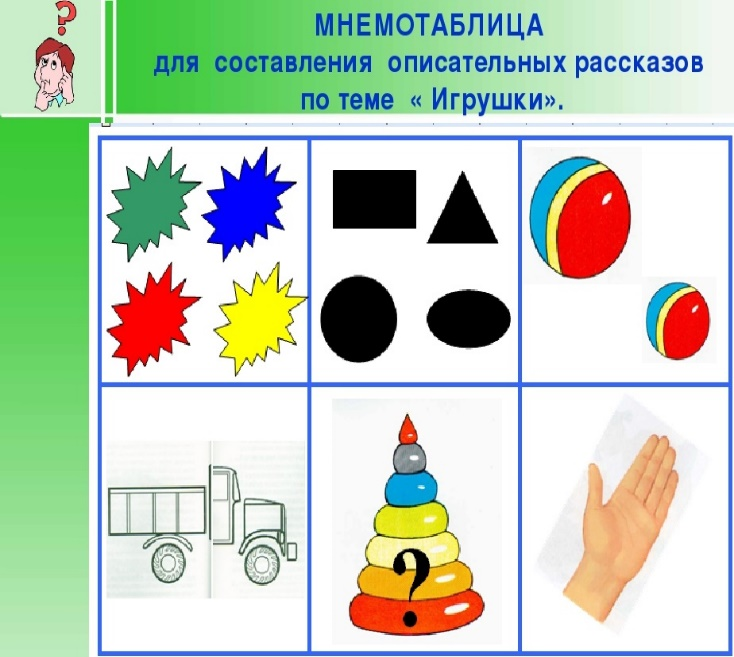 ?
МНЕМОТАБЛИЦА
для составления описательных рассказов
по теме « Игрушки».
?